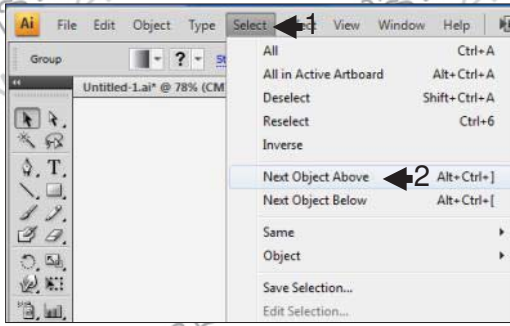 Ai File Edit Object Type Select 1 View Window Help
Group ?
Untitled-1.ai* @ 78% (CM
All Ctrl+A
All in Active Artboard Alt+Ctrl+A
Deselect Shift+Ctrl+A
Reselect Ctrl+6
Inverse
Next Object Above 2 Alt+Ctrl+]
Next Object Below Alt+Ctrl+[
Same
Object
Save Selection...
Edit Selection...